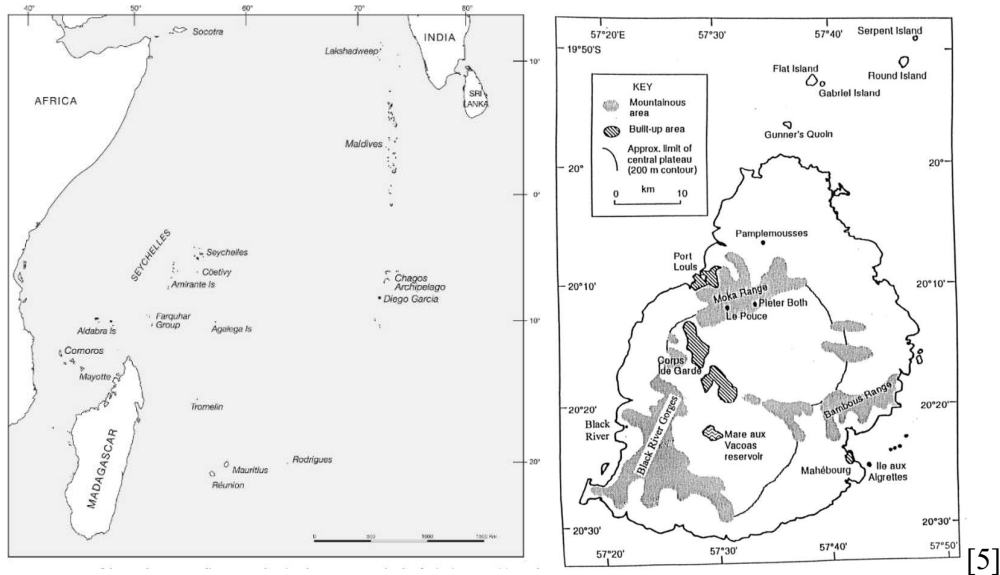 40°
50°
60°
70°
80°
Socotra
INDIA
Lakshadweep
10°
AFRICA
SRI
LANKA
Maldives
0°
SEYCHELLES
Seychelles
Cöetivy
Amirante Is
Chagos
Archipelago
Diego Garcia
Farquhar
Group
Aldabra Is
Agalega Is
10°
Comoros
Mayotte
Tromelin
MADAGASCAR
Rodrigues
Mauritius
Réunion
20°
0
500
1000
57°20'E
57°30'
57°40'
19°50'S
Serpent Island
Flat Island
Round Island
Gabriel Island
KEY
Mountainous
area
Built-up area
Approx. limit of
central plateau
(200 m contour)
km
0 10
Gunner's Quoin
20°
20°
Pamplemousses
Port
Louis
Moka Range
Pieter Both
Le Pouce
20°10'
20°10'
Corps
de Garde
Bambous Range
20°20'
20°20'
Black
River
Black River Gorges
Mare aux
Vacoas
reservoir
Mahébourg
Ile aux
Aigrettes
20°30'
20°30'
57°20'
57°30'
57°40'
57°50'
[5]